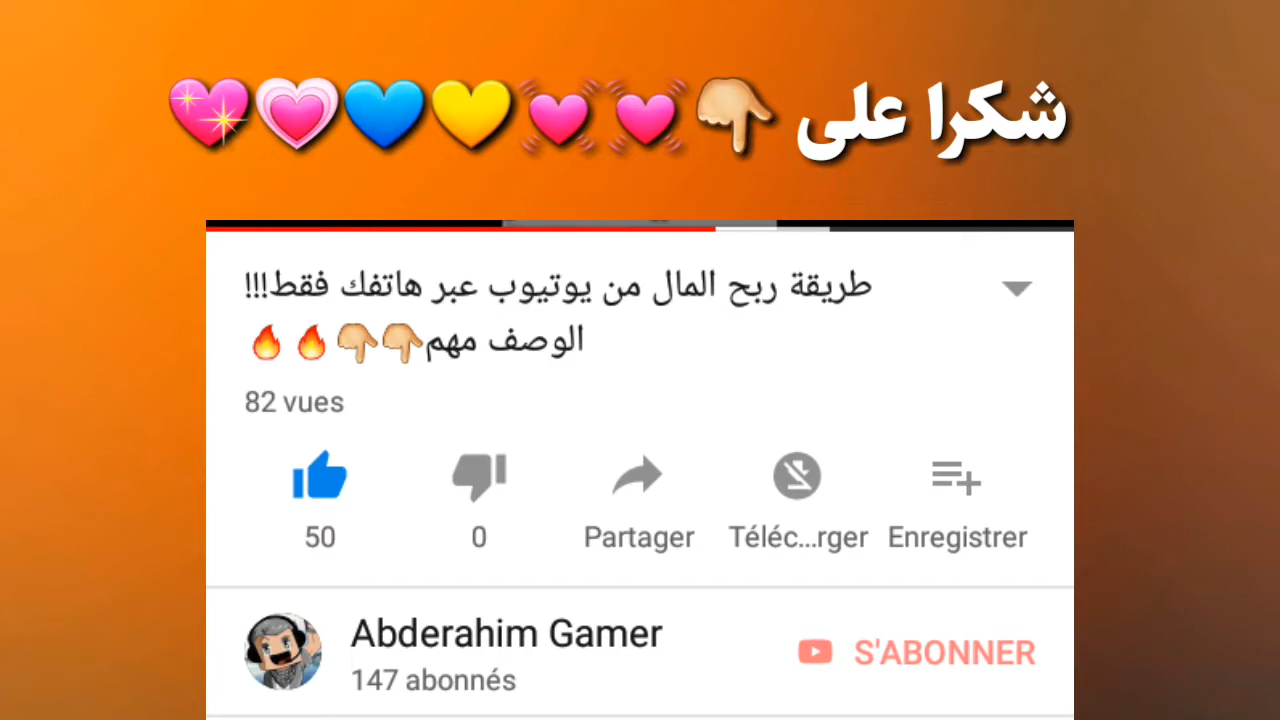 شكرا على 👇🏼💓💓💛💙💗💖
طريقة ربح المال من يوتيوب عبر هاتفك فقط!!!
الوصف مهم👇🏼👇🏼🔥🔥
82 vues
50
0
Partager
Téléc...rger
Enregistrer
Abderahim Gamer
S'ABONNER
147 abonnés